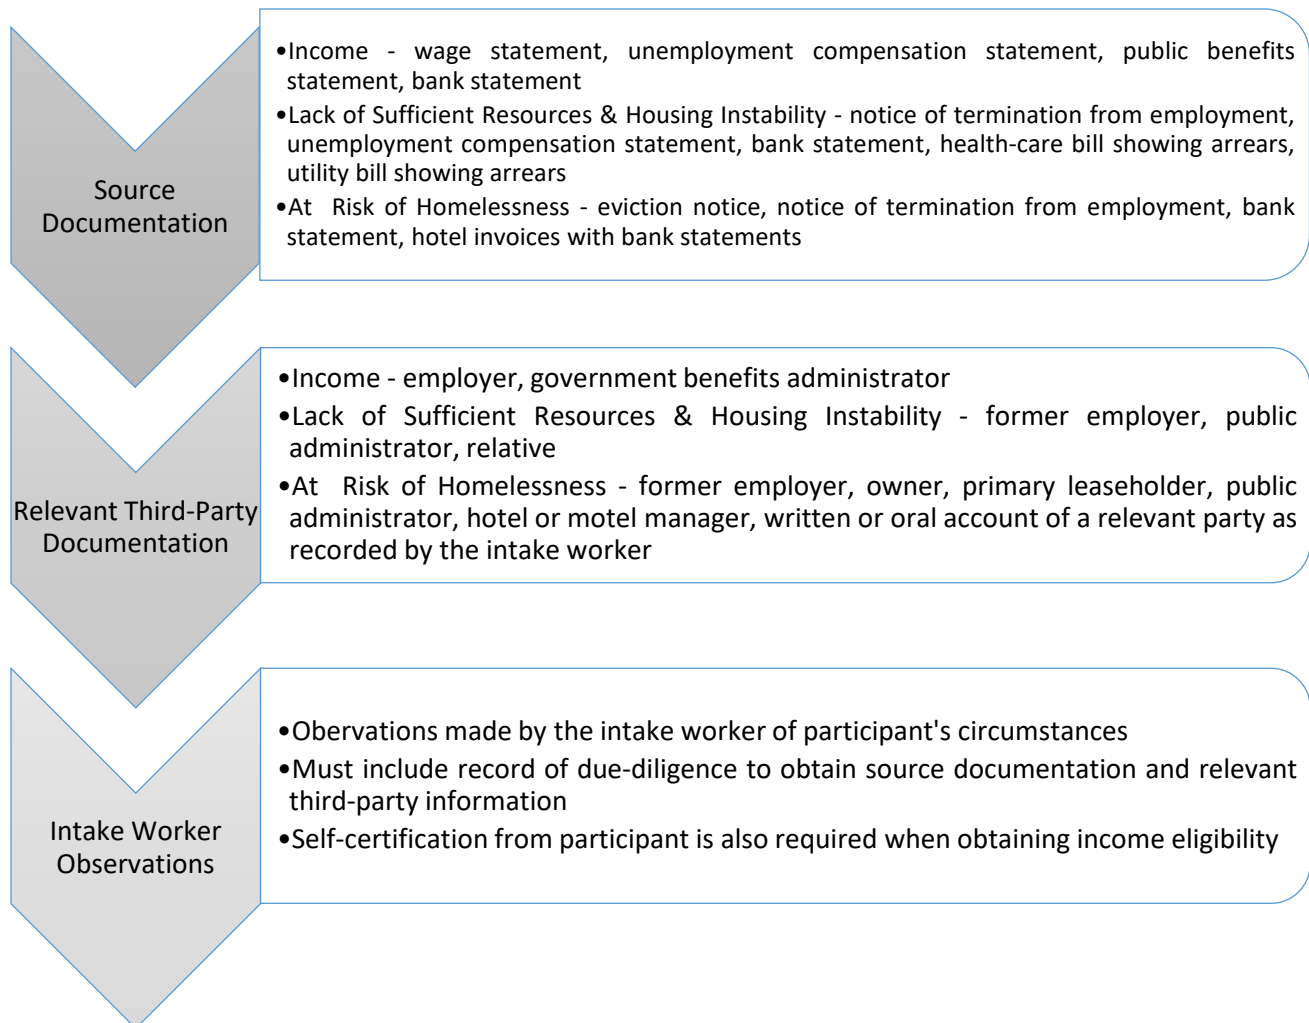 Source
Documentation
•Income - wage statement, unemployment compensation statement, public benefits
statement, bank statement
•Lack of Sufficient Resources & Housing Instability - notice of termination from employment,
unemployment compensation statement, bank statement, health-care bill showing arrears,
utility bill showing arrears
•At Risk of Homelessness - eviction notice, notice of termination from employment, bank
statement, hotel invoices with bank statements
Relevant Third-Party
Documentation
•Income - employer, government benefits administrator
•Lack of Sufficient Resources & Housing Instability - former employer, public
administrator, relative
•At Risk of Homelessness - former employer, owner, primary leaseholder, public
administrator, hotel or motel manager, written or oral account of a relevant party as
recorded by the intake worker
Intake Worker
Observations
•Obervations made by the intake worker of participant's circumstances
•Must include record of due-diligence to obtain source documentation and relevant
third-party information
•Self-certification from participant is also required when obtaining income eligibility